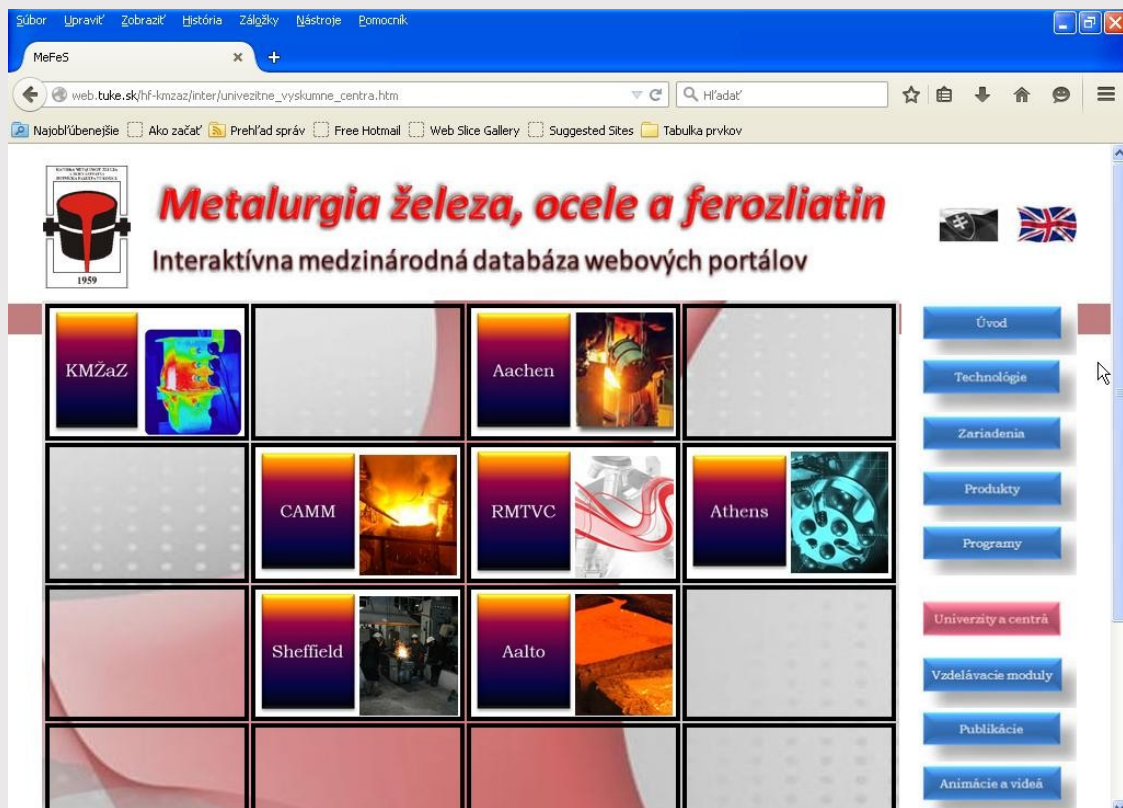 Súbor Upraviť Zobraziť História Záložky Nástroje Pomocník
MeFeS
web.tuke.sk/hf-kmzaz/inter/univezitne_vyskumne_centra.htm
Hľadať
Najobľúbenejšie Ako začať Prehľad správ Free Hotmail Web Slice Gallery Suggested Sites Tabulka prvkov
Metalurgia železa, ocele a ferozliatin
Interaktívna medzinárodná databáza webových portálov
1959
KMŽaZ
Aachen
CAMM
RMTVC
Athens
Sheffield
Aalto
Úvod
Technológie
Zariadenia
Produkty
Programy
Univerzity a centrá
Vzdelávacie moduly
Publikácie
Animácie a videá